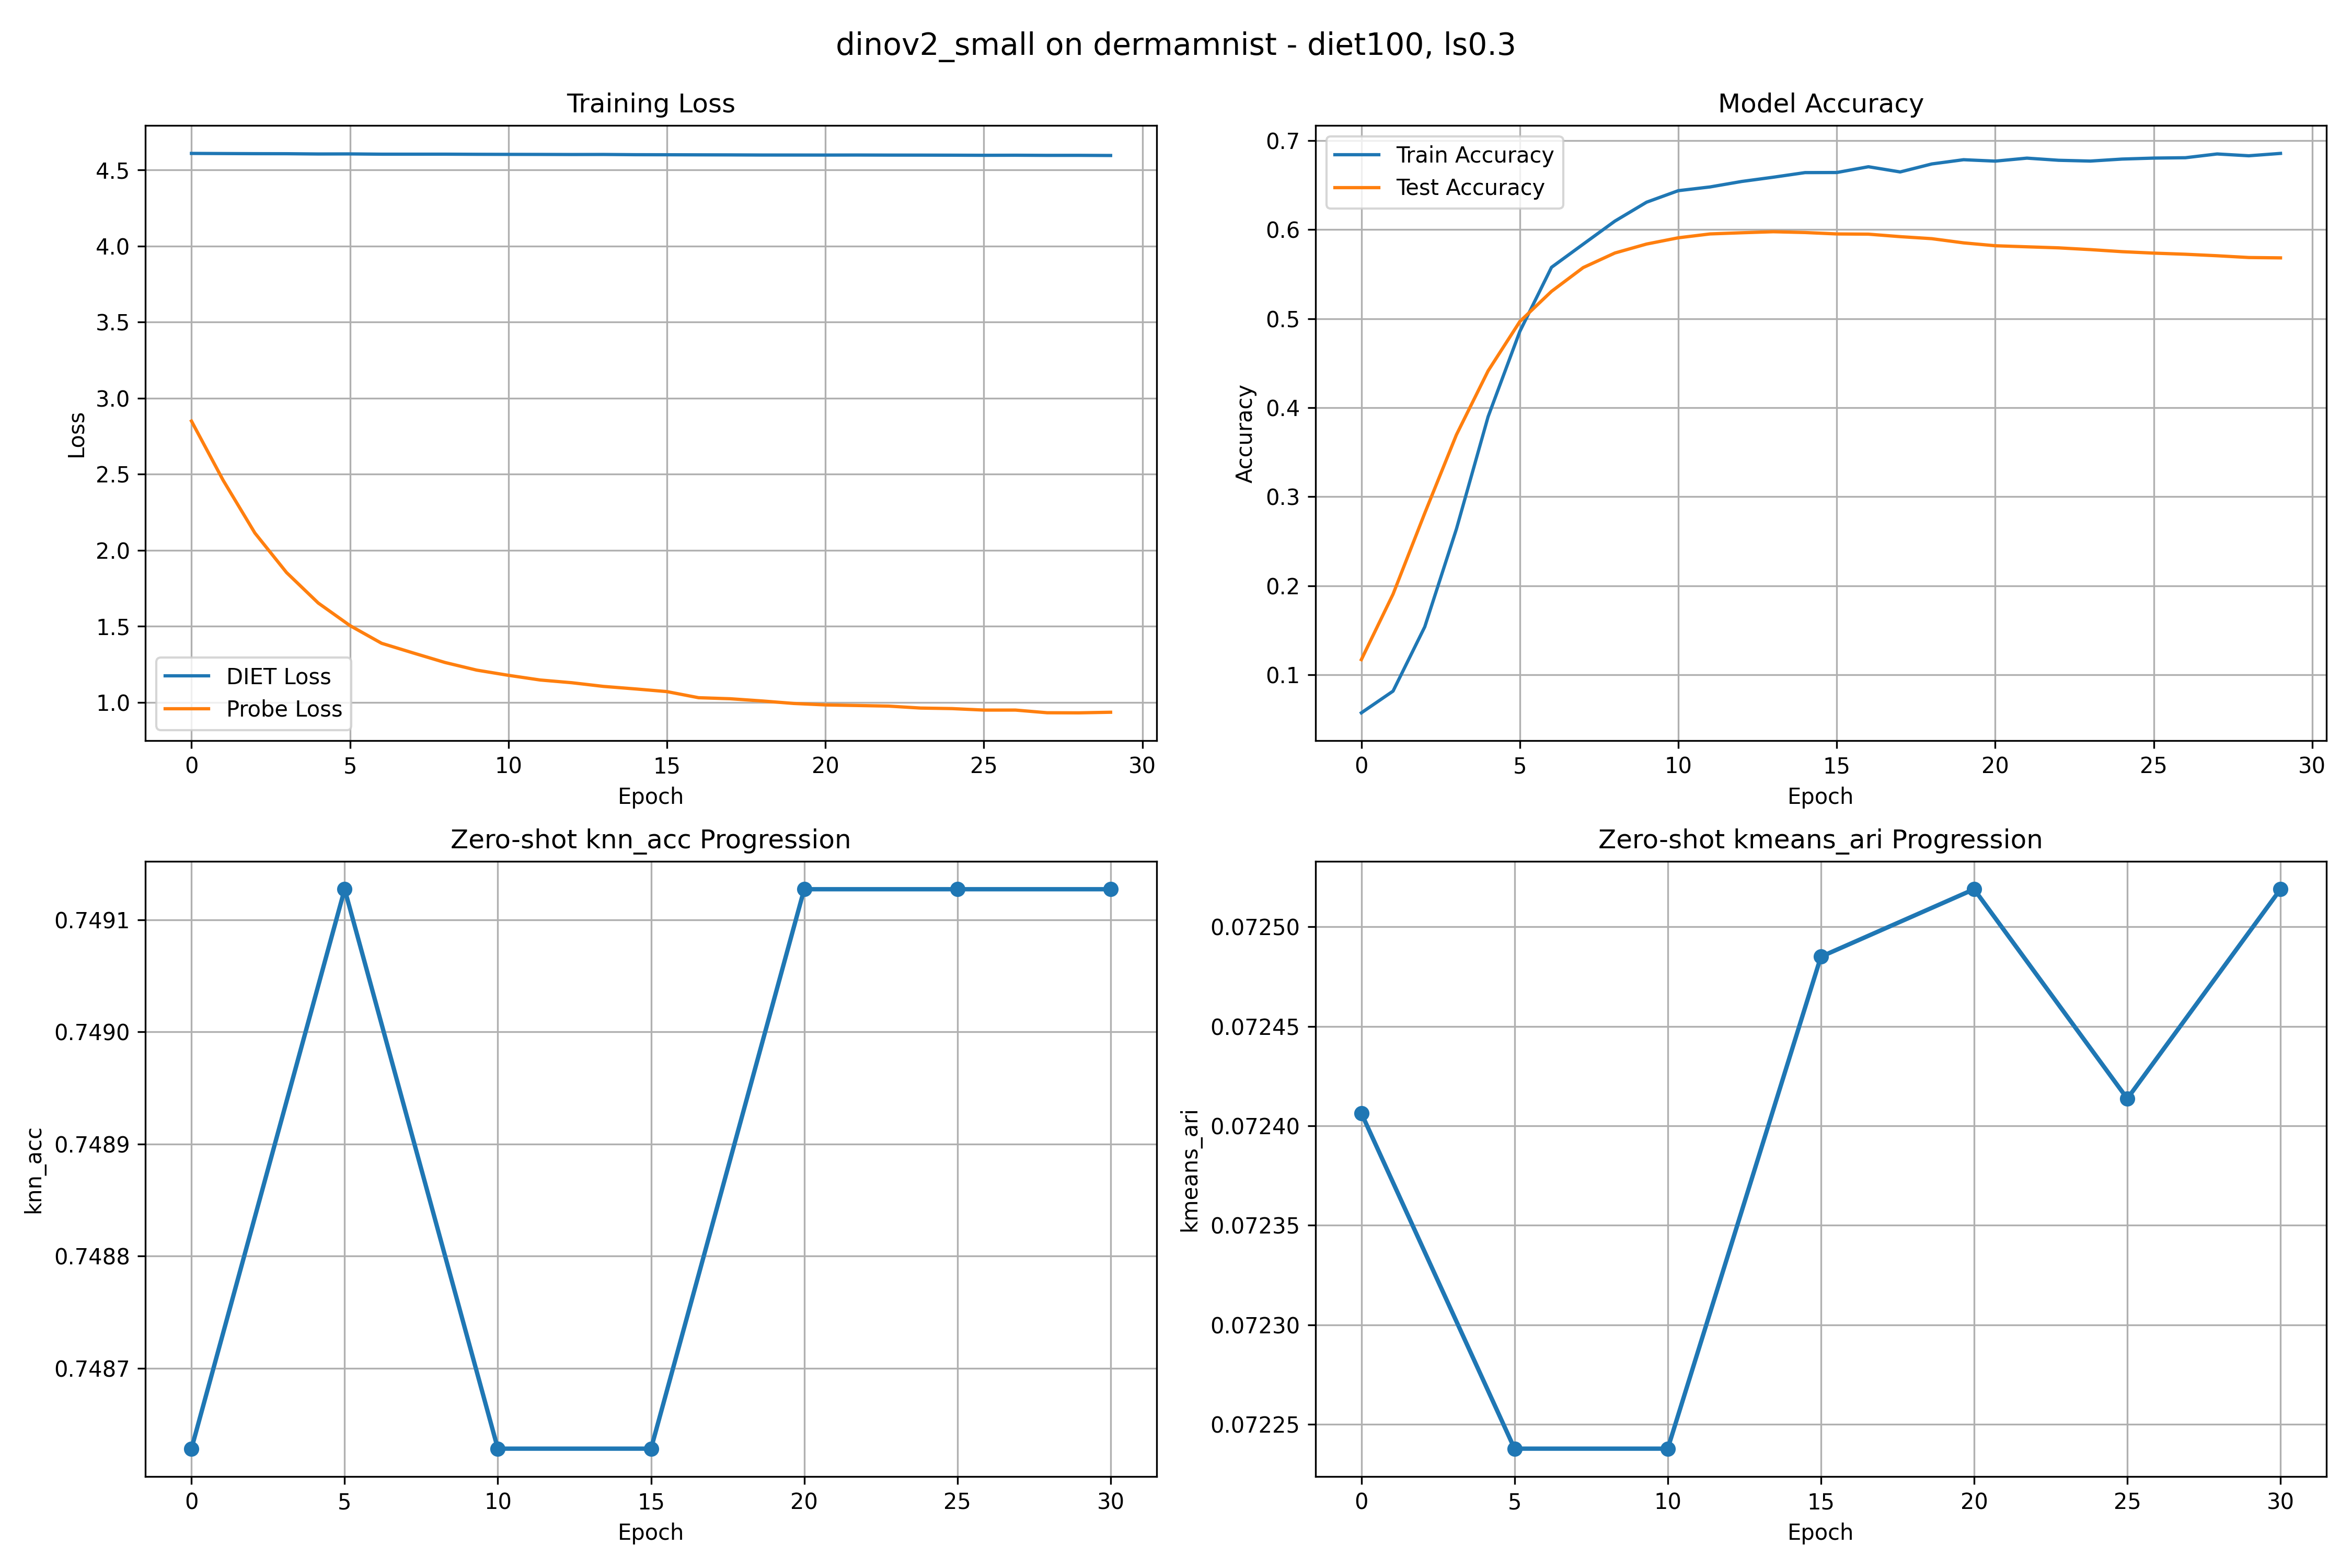 dinov2_small on dermamnist - diet100, ls0.3
Training Loss
Loss
4.5
4.0
3.5
3.0
2.5
2.0
1.5
1.0
DIET Loss
Probe Loss
0 5 10 15 20 25 30
Epoch
Model Accuracy
Accuracy
0.7
0.6
0.5
0.4
0.3
0.2
0.1
Train Accuracy
Test Accuracy
0 5 10 15 20 25 30
Epoch
Zero-shot knn_acc Progression
knn_acc
0.7491
0.7490
0.7489
0.7488
0.7487
0 5 10 15 20 25 30
Epoch
Zero-shot kmeans_ari Progression
kmeans_ari
0.07250
0.07245
0.07240
0.07235
0.07230
0.07225
0 5 10 15 20 25 30
Epoch